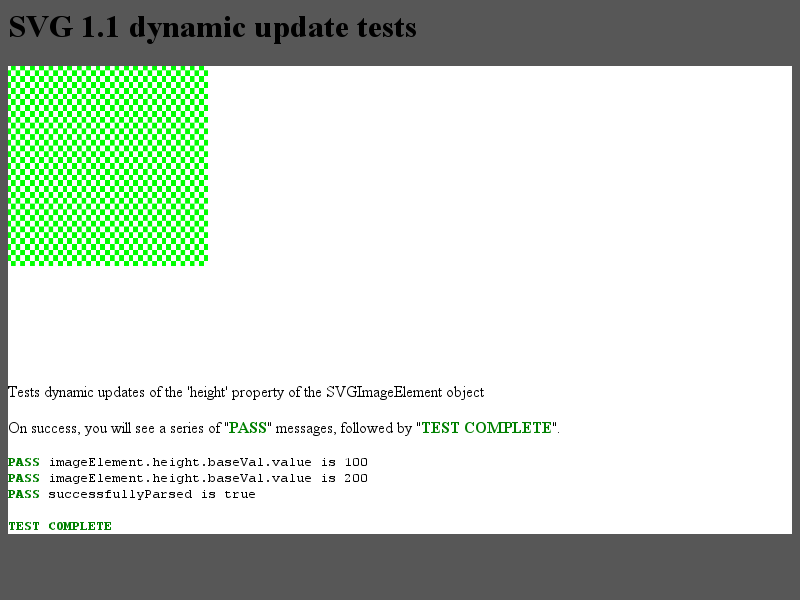 SVG 1.1 dynamic update tests
Tests dynamic updates of the 'height' property of the SVGImageElement object
On success, you will see a series of "PASS" messages, followed by "TEST COMPLETE".
PASS imageElement.height.baseVal.value is 100
PASS imageElement.height.baseVal.value is 200
PASS successfullyParsed is true
TEST COMPLETE